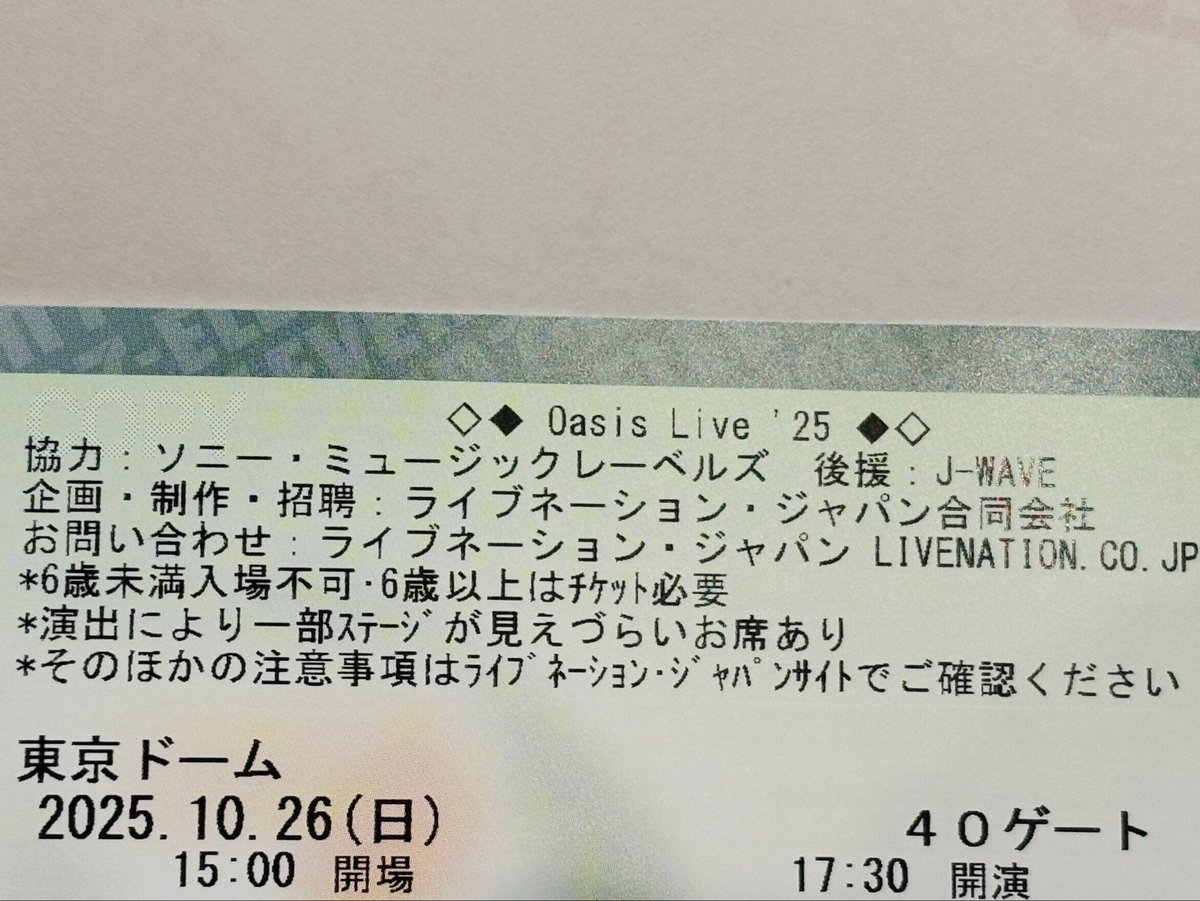 COPY
◇◆ Oasis Live '25 ◆◇
協力：ソニー・ミュージックレーベルズ　後援：J-WAVE
企画・制作・招聘：ライブネーション・ジャパン合同会社
お問い合わせ：ライブネーション・ジャパン LIVENATION.CO.JP
*6歳未満入場不可・6歳以上はﾁｹｯﾄ必要
*演出により一部ｽﾃｰｼﾞが見えづらいお席あり
*そのほかの注意事項はﾗｲﾌﾞﾈｰｼｮﾝ・ｼﾞｬﾊﾟﾝｻｲﾄでご確認ください
東京ドーム
2025.10.26(日)　４０ゲート
15:00 開場　17:30 開演